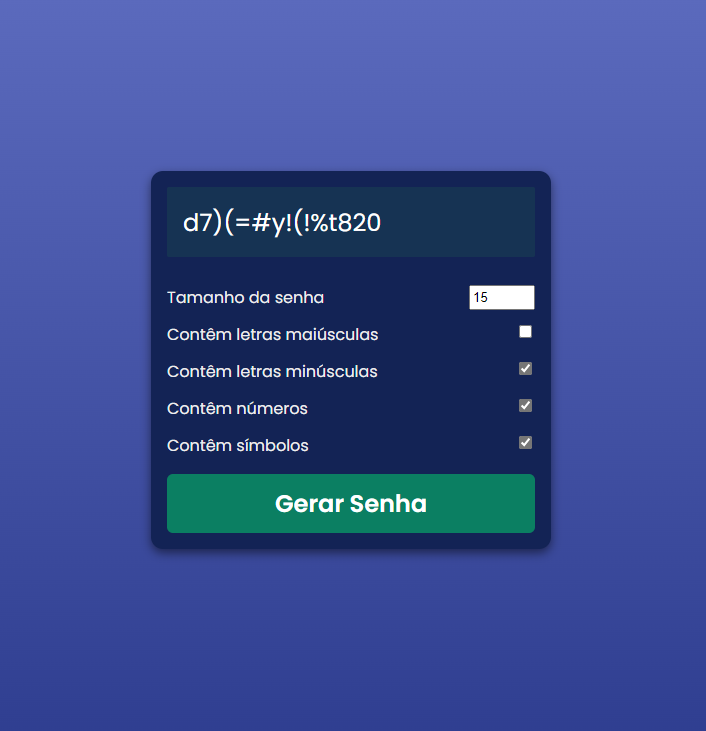 d7)(=#y!(!%t820
Tamanho da senha 15
Contêm letras maiúsculas
Contêm letras minúsculas
Contêm números
Contêm símbolos
Gerar Senha